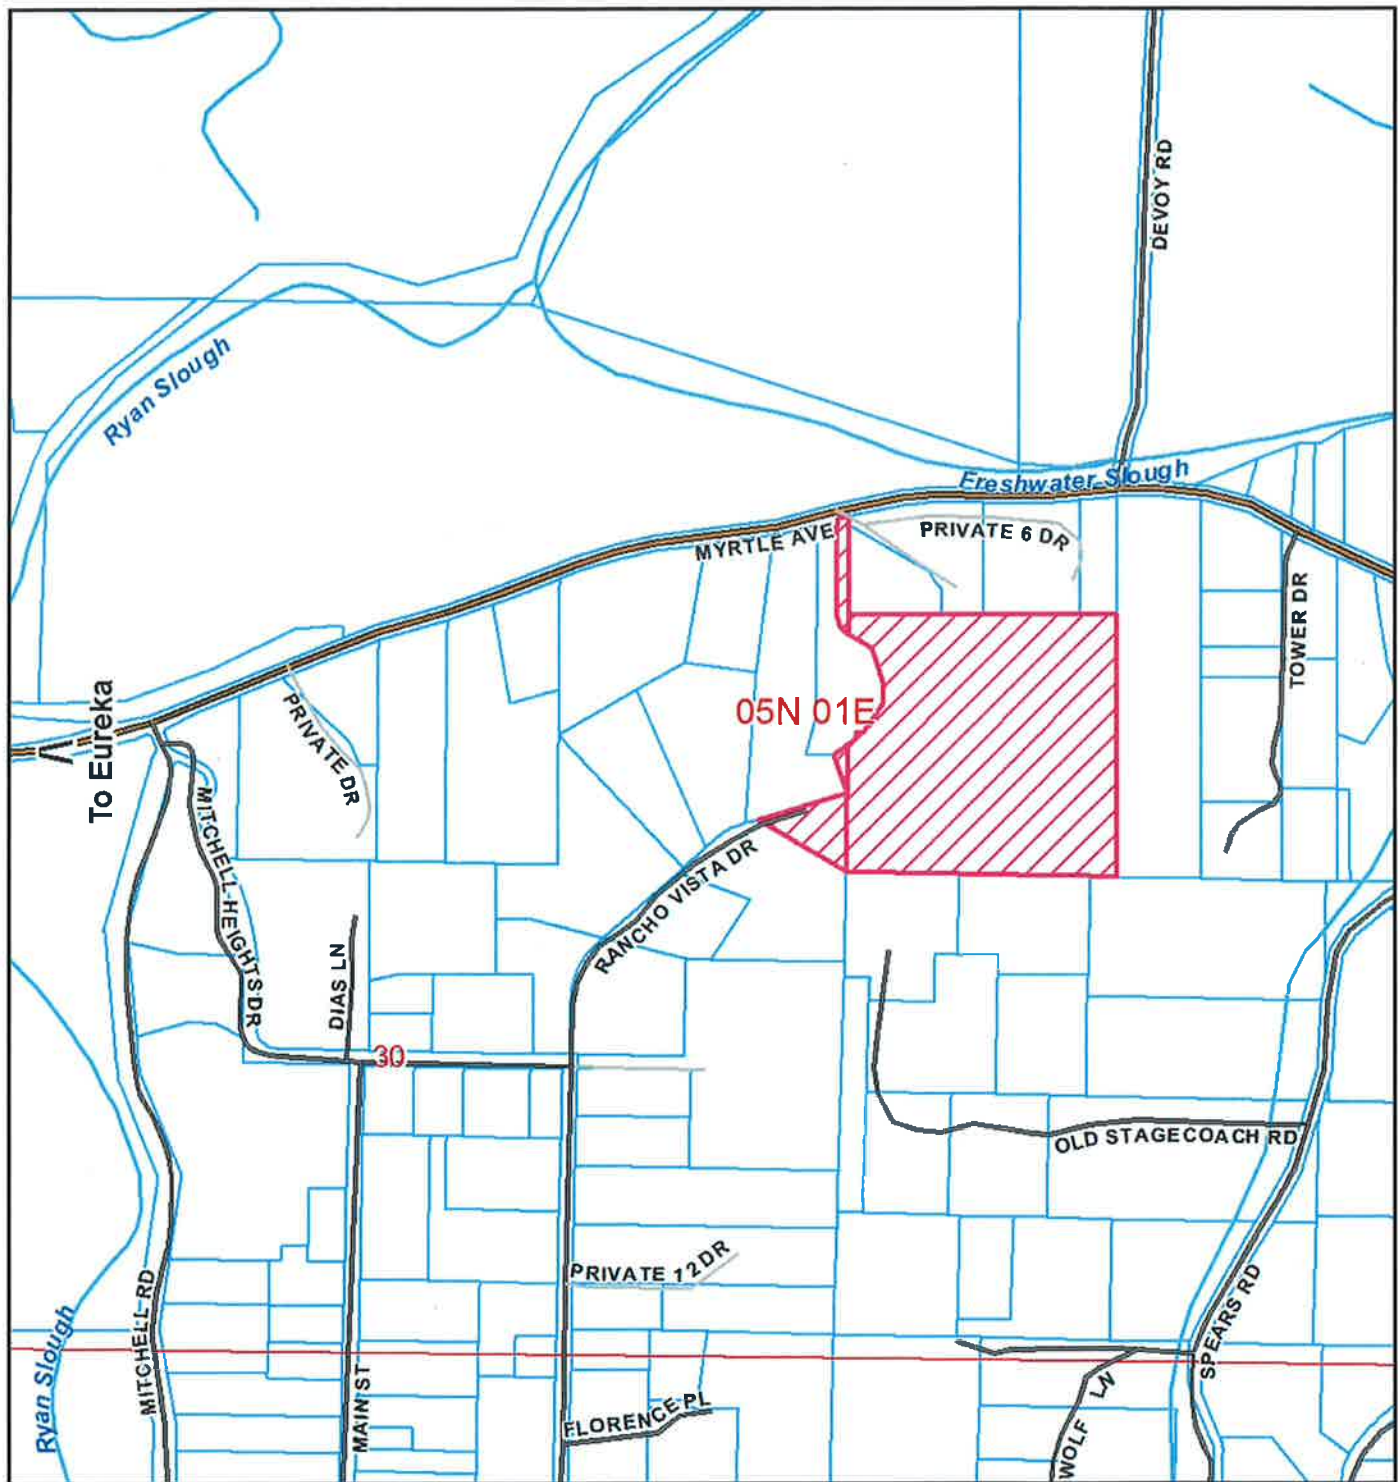 DEVOY RD
Ryan Slough
Freshwater Slough
MYRTLE AVE
PRIVATE 6 DR
TOWER DR
To Eureka
<
PRIVATE DR
05N 01E
MITCHELL HEIGHTS DR
RANCHO VISTA DR
DIAS LN
30
OLD STAGECOACH RD
PRIVATE 12 DR
MITCHELL RD
Ryan Slough
SPEARS RD
MAIN ST
FLORENCE PL
WOLF LN